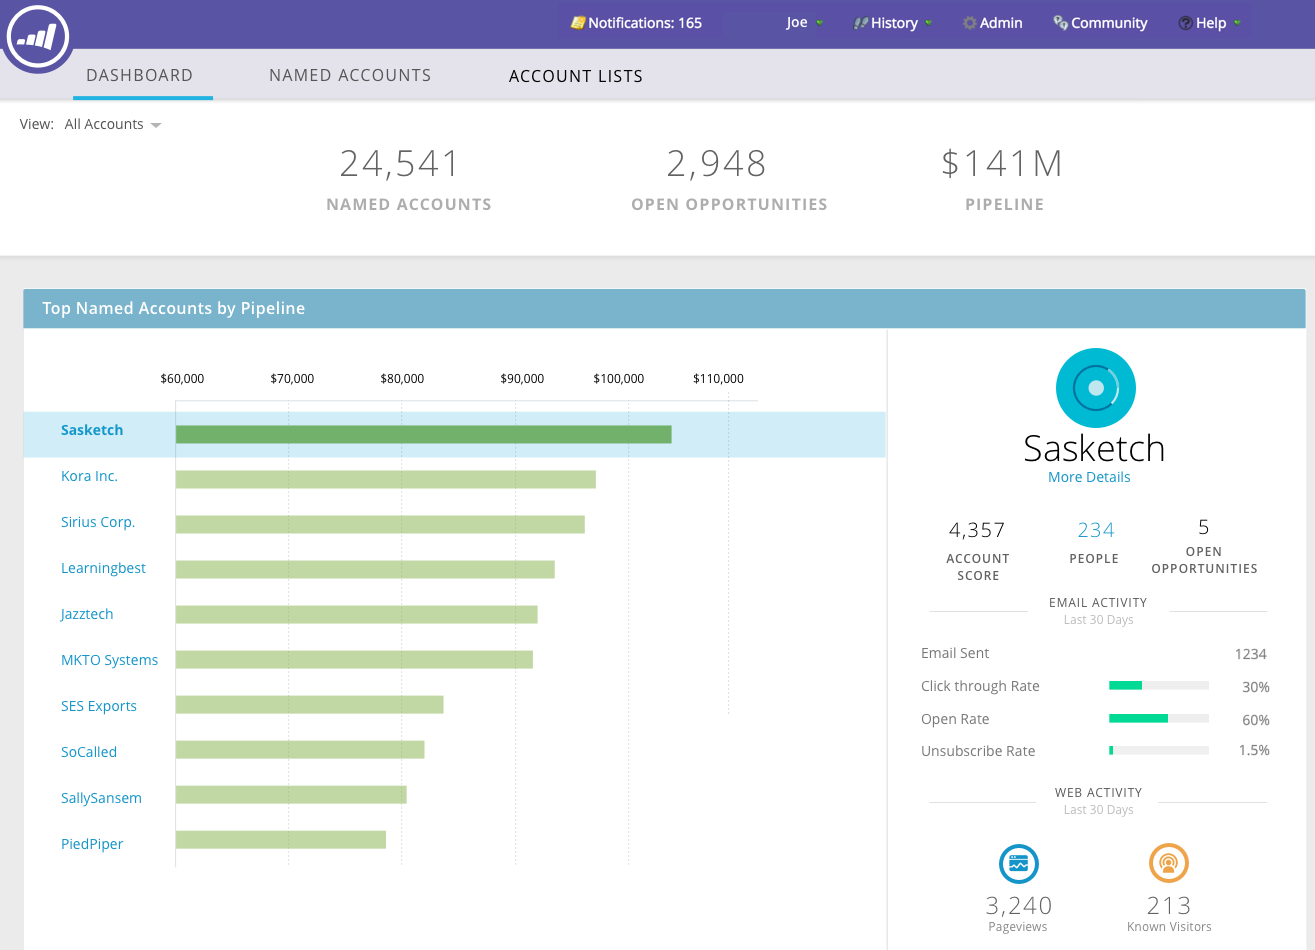 Notifications: 165 Joe History Admin Community Help
DASHBOARD NAMED ACCOUNTS ACCOUNT LISTS
View: All Accounts
24,541 2,948 $141M
NAMED ACCOUNTS OPEN OPPORTUNITIES PIPELINE
Top Named Accounts by Pipeline
$60,000 $70,000 $80,000 $90,000 $100,000 $110,000
Sasketch
Kora Inc.
Sirius Corp.
Learningbest
Jazztech
MKTO Systems
SES Exports
SoCalled
SallySansem
PiedPiper
Sasketch
More Details
4,357 234 5
ACCOUNT SCORE PEOPLE OPEN OPPORTUNITIES
EMAIL ACTIVITY
Last 30 Days
Email Sent 1234
Click through Rate 30%
Open Rate 60%
Unsubscribe Rate 1.5%
WEB ACTIVITY
Last 30 Days
3,240 213
Pageviews Known Visitors